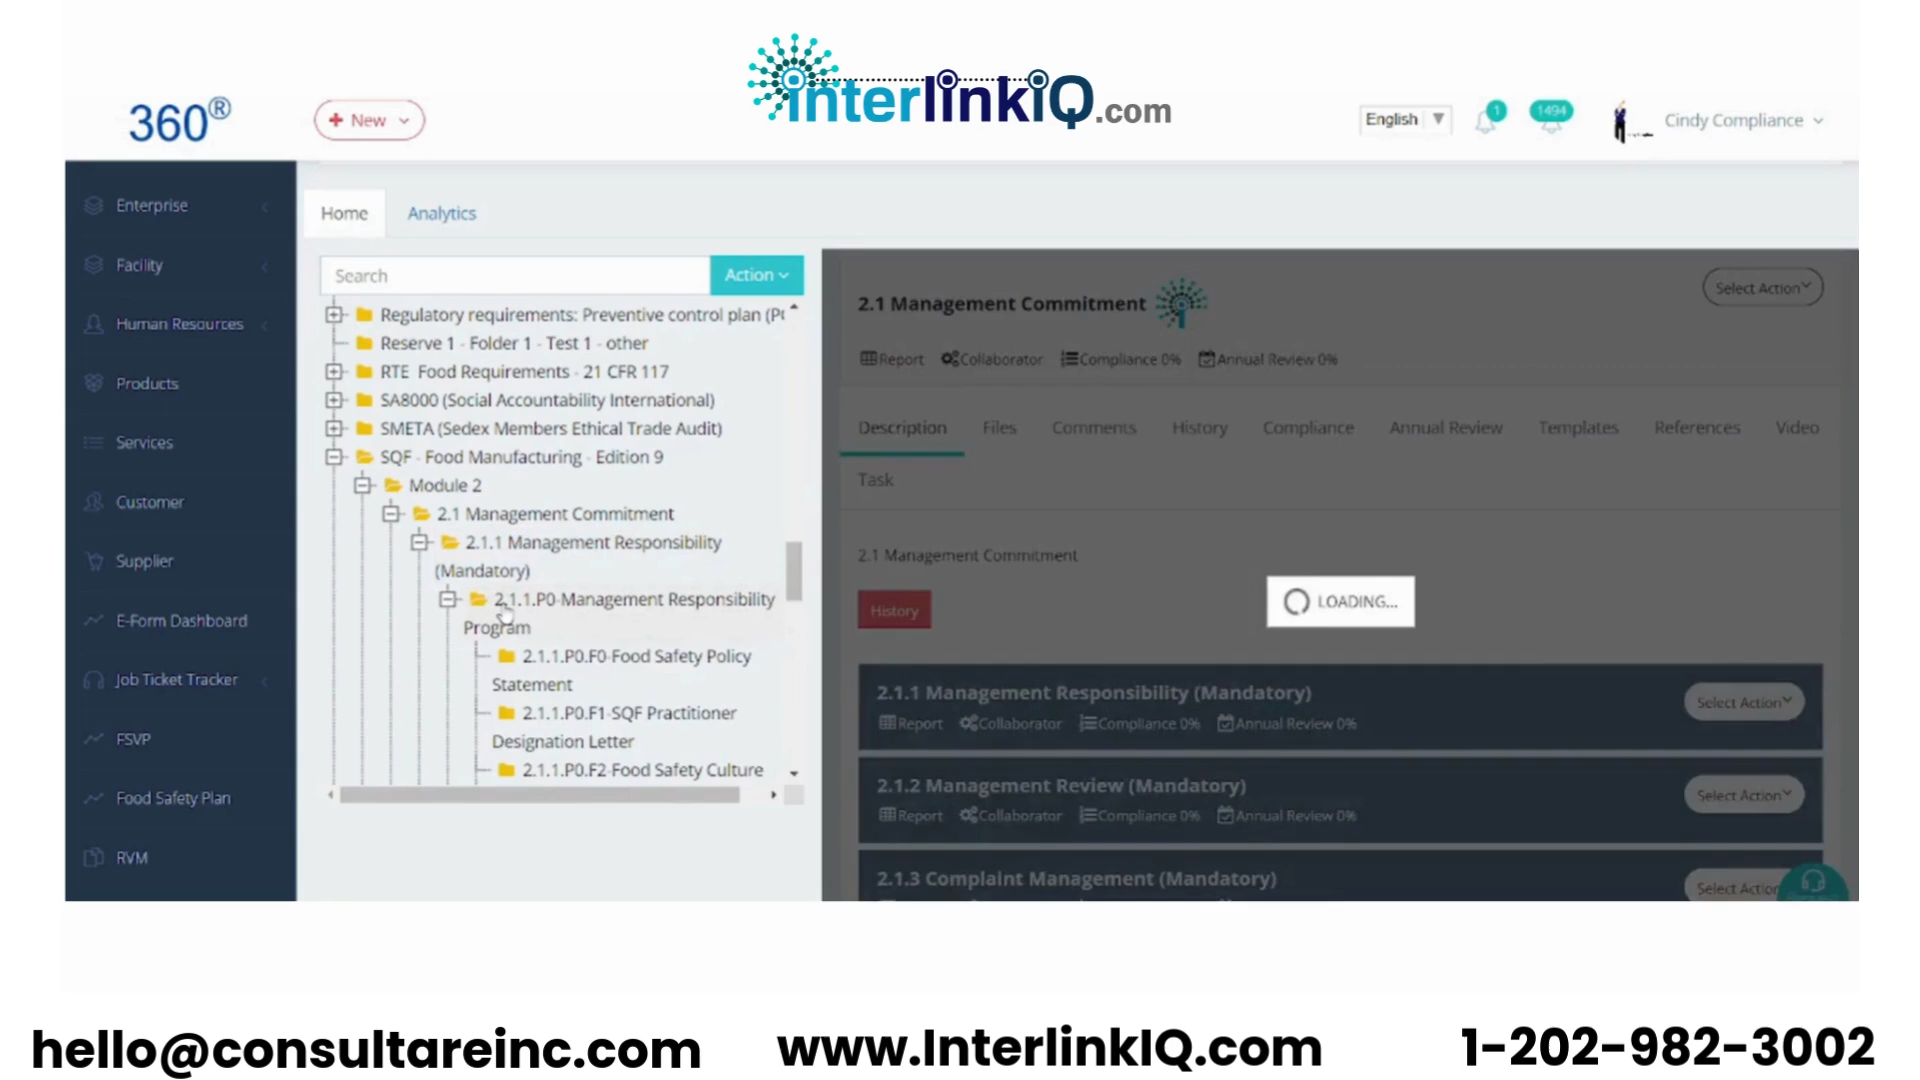 interlinkIQ.com
360®
+ New
English
1
1494
Cindy Compliance
Enterprise
Facility
Human Resources
Products
Services
Customer
Supplier
E-Form Dashboard
Job Ticket Tracker
FSVP
Food Safety Plan
RVM
Home
Analytics
Search
Action
Regulatory requirements: Preventive control plan
Reserve 1 - Folder 1 - Test 1 - other
RTE Food Requirements - 21 CFR 117
SA8000 (Social Accountability International)
SMETA (Sedex Members Ethical Trade Audit)
SQF - Food Manufacturing - Edition 9
Module 2
2.1 Management Commitment
2.1.1 Management Responsibility
(Mandatory)
2.1.1.P0-Management Responsibility
Program
2.1.1.P0.F0-Food Safety Policy
Statement
2.1.1.P0.F1-SQF Practitioner
Designation Letter
2.1.1.P0.F2-Food Safety Culture
2.1 Management Commitment
Select Action
Report
Collaborator
Compliance 0%
Annual Review 0%
Description
Files
Comments
History
Compliance
Annual Review
Templates
References
Video
Task
2.1 Management Commitment
History
LOADING...
2.1.1 Management Responsibility (Mandatory)
Select Action
Report
Collaborator
Compliance 0%
Annual Review 0%
2.1.2 Management Review (Mandatory)
Select Action
Report
Collaborator
Compliance 0%
Annual Review 0%
2.1.3 Complaint Management (Mandatory)
Select Action
hello@consultareinc.com
www.InterlinkIQ.com
1-202-982-3002